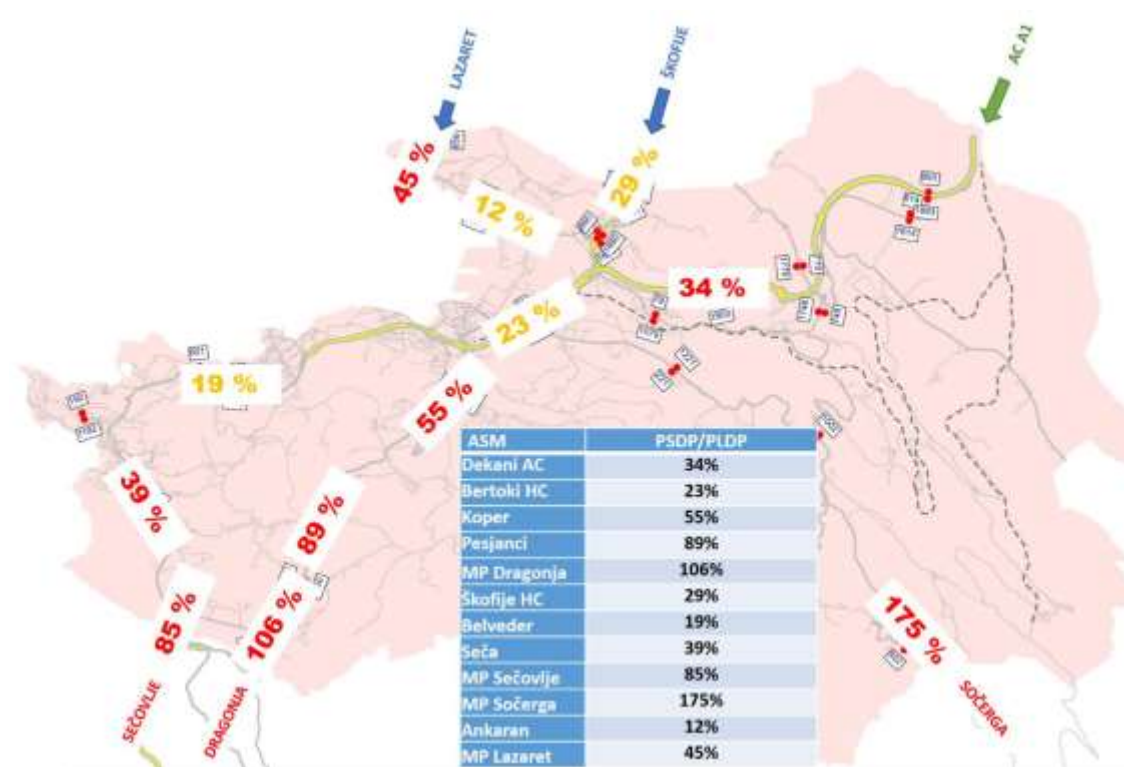 LAZARET
ŠKOFIJE
AC A1
45 %
29 %
12 %
34 %
23 %
19 %
55 %
39 %
89 %
85 %
106 %
175 %
SEČOVLJE
DRAGONJA
SOČERGA
ASM PSDP/PLDP
Dekani AC 34%
Bertoki HC 23%
Koper 55%
Pesjanci 89%
MP Dragonja 106%
Škofije HC 29%
Belveder 19%
Seča 39%
MP Sečovlje 85%
MP Sočerga 175%
Ankaran 12%
MP Lazaret 45%